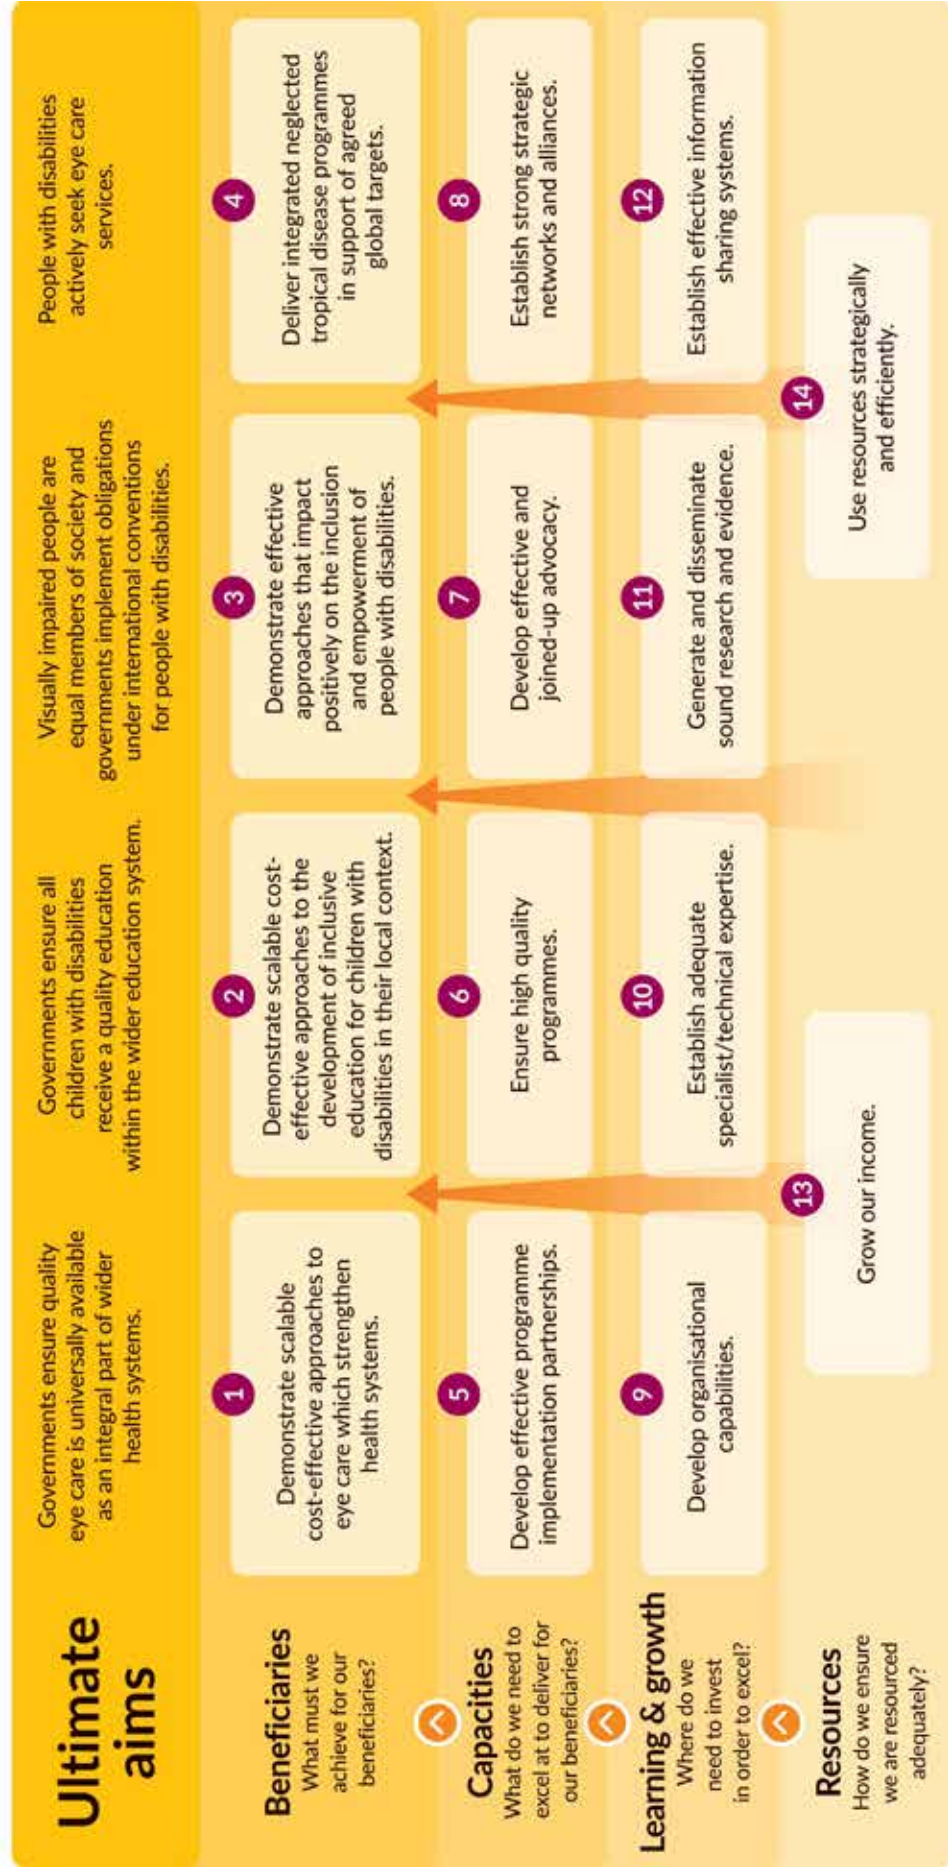 Ultimate
aims
Governments ensure quality
eye care is universally available
as an integral part of wider
health systems.
Governments ensure all
children with disabilities
receive a quality education
within the wider education system.
Visually impaired people are
equal members of society and
governments implement obligations
under international conventions
for people with disabilities.
People with disabilities
actively seek eye care
services.
Beneficiaries
What must we
achieve for our
beneficiaries?
1
Demonstrate scalable
cost-effective approaches to
eye care which strengthen
health systems.
2
Demonstrate scalable cost-
effective approaches to the
development of inclusive
education for children with
disabilities in their local context.
3
Demonstrate effective
approaches that impact
positively on the inclusion
and empowerment of
people with disabilities.
4
Deliver integrated neglected
tropical disease programmes
in support of agreed
global targets.
Capacities
What do we need to
excel at to deliver for
our beneficiaries?
5
Develop effective programme
implementation partnerships.
6
Ensure high quality
programmes.
7
Develop effective and
joined-up advocacy.
8
Establish strong strategic
networks and alliances.
Learning & growth
Where do we
need to invest
in order to excel?
9
Develop organisational
capabilities.
10
Establish adequate
specialist/technical expertise.
11
Generate and disseminate
sound research and evidence.
12
Establish effective information
sharing systems.
Resources
How do we ensure
we are resourced
adequately?
13
Grow our income.
14
Use resources strategically
and efficiently.